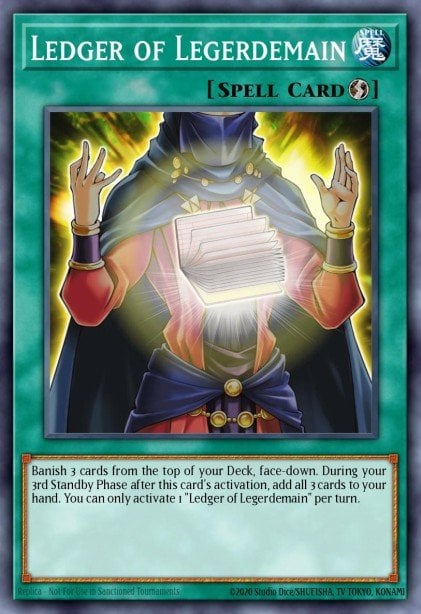 Ledger of Legerdemain
SPELL
魔
[Spell Card]
Banish 3 cards from the top of your Deck, face-down. During your
3rd Standby Phase after this card's activation, add all 3 cards to your
hand. You can only activate 1 "Ledger of Legerdemain" per turn.
Replica - Not For Use in Sanctioned Tournaments
©2020 Studio Dice/SHUEISHA, TV TOKYO, KONAMI